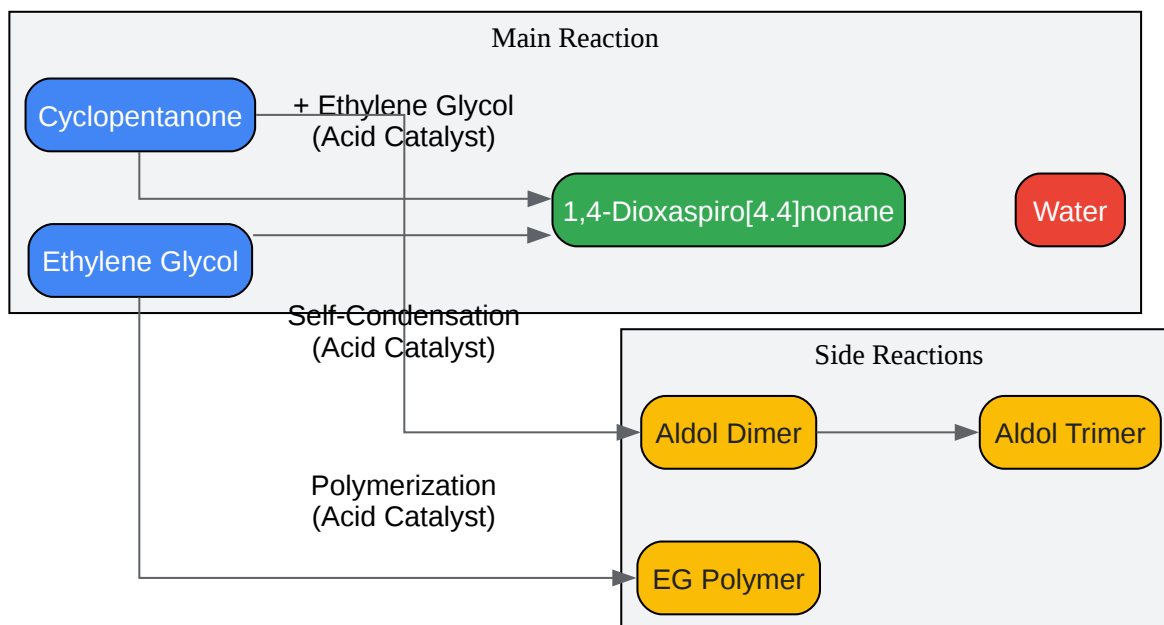 Main Reaction
Cyclopentanone
+ Ethylene Glycol
(Acid Catalyst)
1,4-Dioxaspiro[4.4]nonane
Water
Ethylene Glycol
Self-Condensation
(Acid Catalyst)
Side Reactions
Aldol Dimer
Aldol Trimer
Polymerization
(Acid Catalyst)
EG Polymer